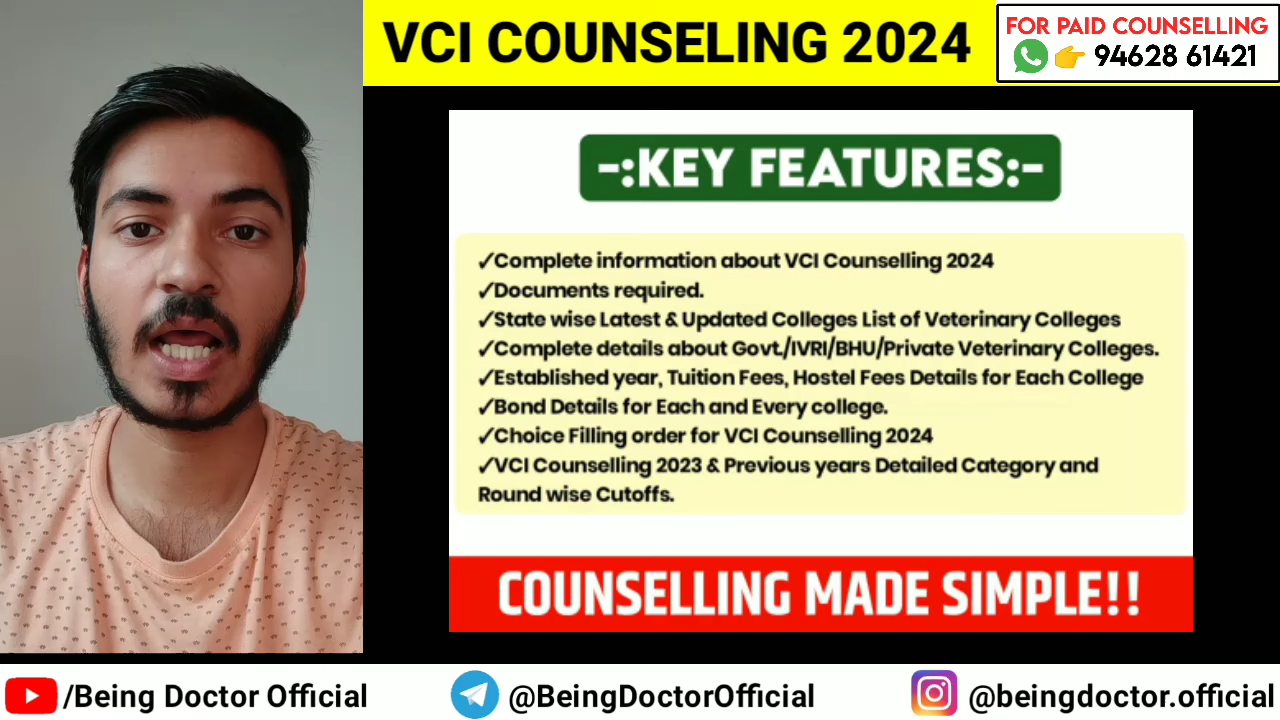 VCI COUNSELING 2024
FOR PAID COUNSELLING
94628 61421
-:KEY FEATURES:-
✓Complete information about VCI Counselling 2024
✓Documents required.
✓State wise Latest & Updated Colleges List of Veterinary Colleges
✓Complete details about Govt./IVRI/BHU/Private Veterinary Colleges.
✓Established year, Tuition Fees, Hostel Fees Details for Each College
✓Bond Details for Each and Every college.
✓Choice Filling order for VCI Counselling 2024
✓VCI Counselling 2023 & Previous years Detailed Category and
Round wise Cutoffs.
COUNSELLING MADE SIMPLE!!
/Being Doctor Official
@BeingDoctorOfficial
@beingdoctor.official